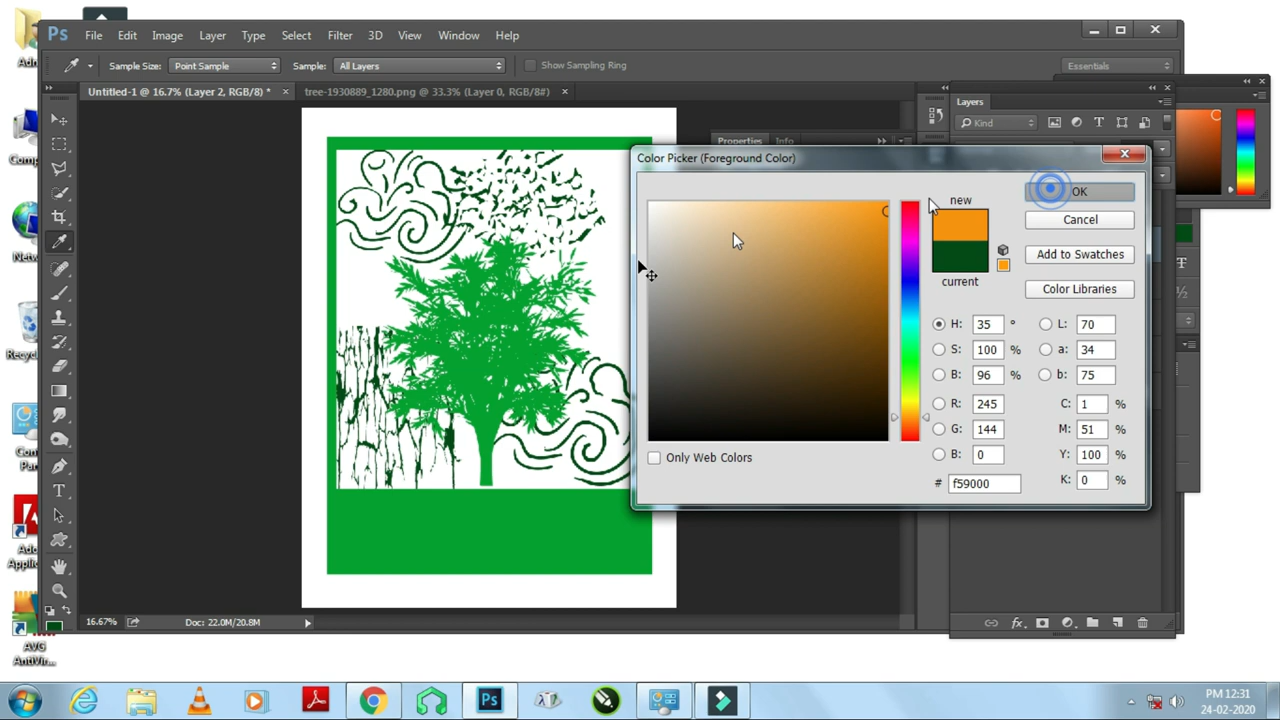 Ps File Edit Image Layer Type Select Filter 3D View Window Help
Sample Size: Point Sample Sample: All Layers Show Sampling Ring Essentials
Untitled-1 @ 16.7% (Layer 2, RGB/8) * × tree-1930889_1280.png @ 33.3% (Layer 0, RGB/8#) ×
Layers
Kind
Properties Info
Color Picker (Foreground Color)
new
current
OK
Cancel
Add to Swatches
Color Libraries
H: 35 °
S: 100 %
B: 96 %
R: 245
G: 144
B: 0
# f59000
L: 70
a: 34
b: 75
C: 1 %
M: 51 %
Y: 100 %
K: 0 %
Only Web Colors
16.67% Doc: 22.0M/20.8M
fx
AVG
AntiVir...
Ps
PM 12:31
24-02-2020